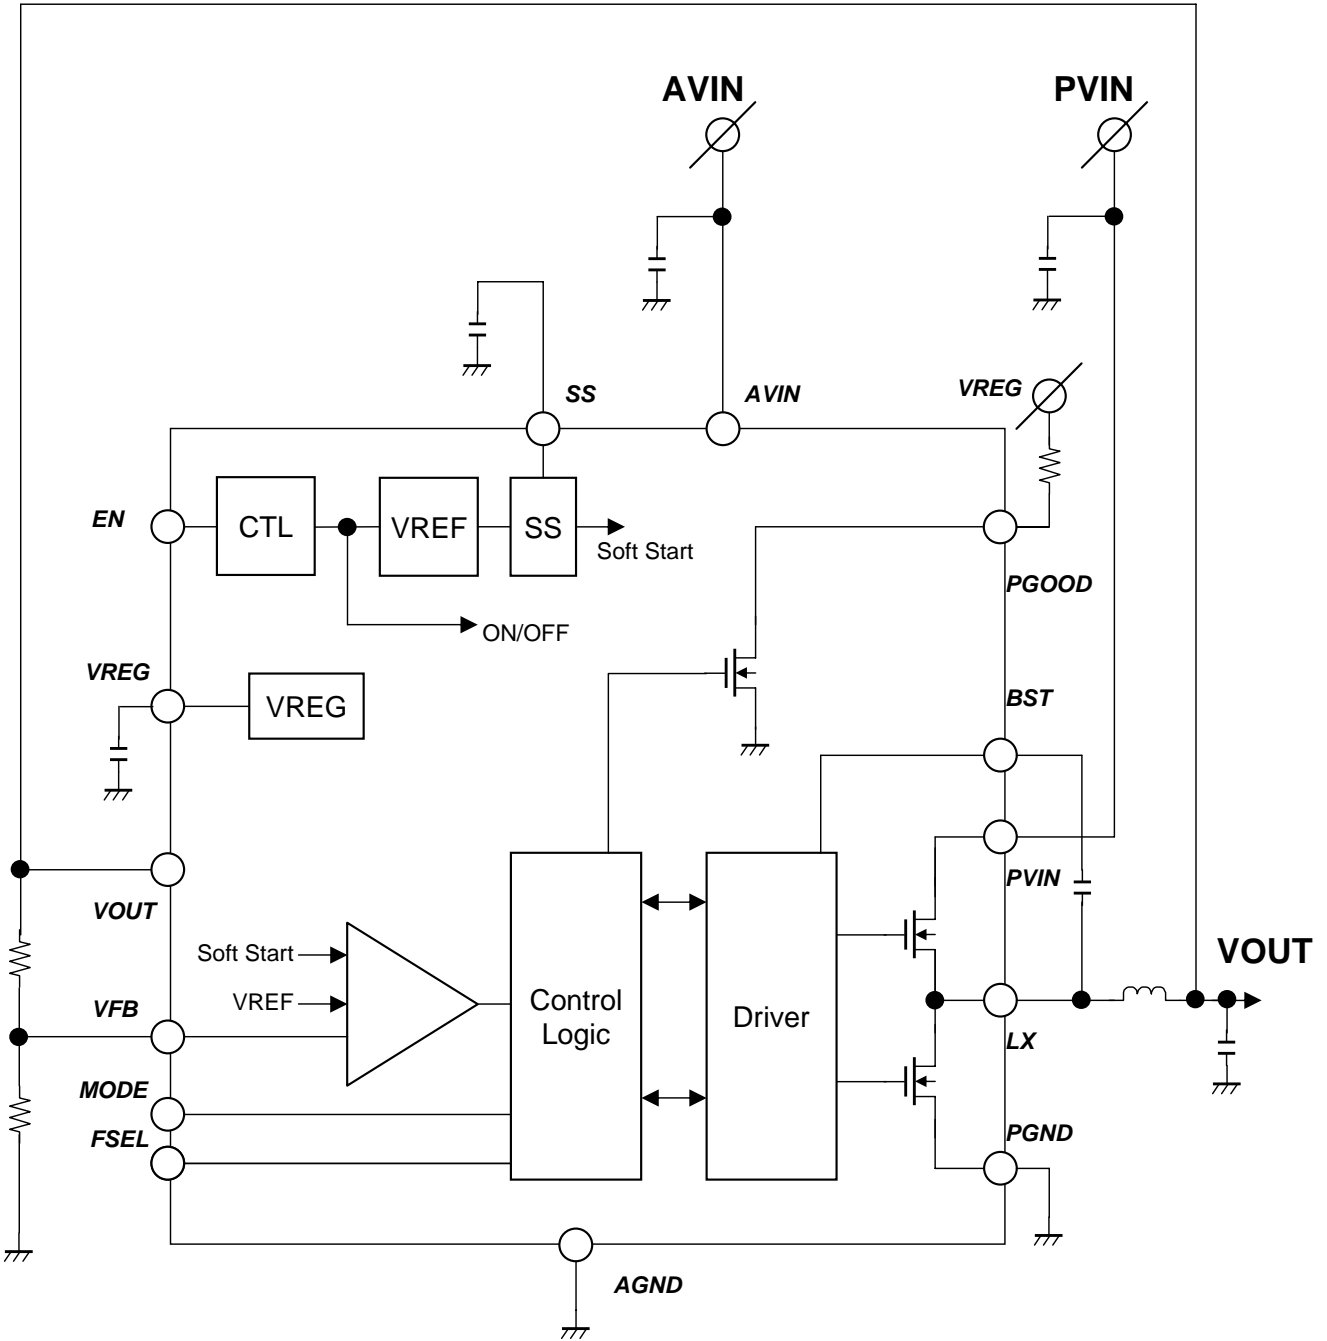 AVIN
PVIN
SS
AVIN
VREG
EN
CTL
VREF
SS
Soft Start
PGOOD
ON/OFF
VREG
VREG
BST
PVIN
VOUT
VOUT
Soft Start
VREF
VFB
Control
Logic
Driver
LX
MODE
FSEL
PGND
AGND